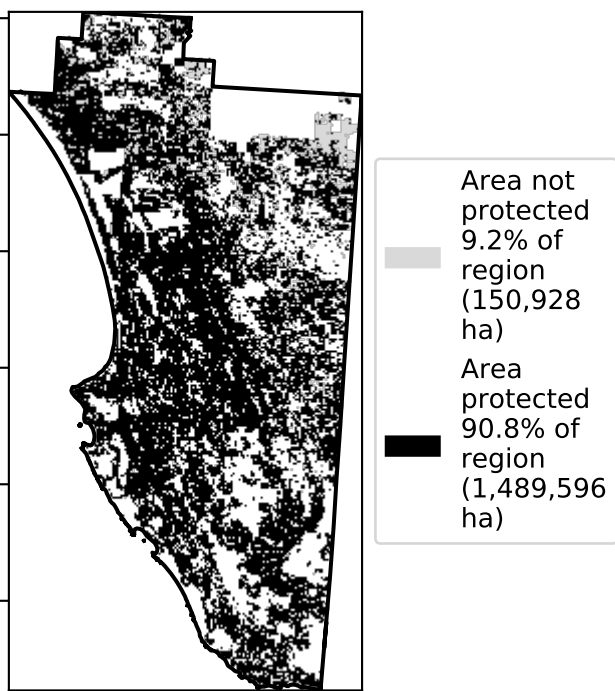 Area not
protected
9.2% of
region
(150,928
ha)
Area
protected
90.8% of
region
(1,489,596
ha)